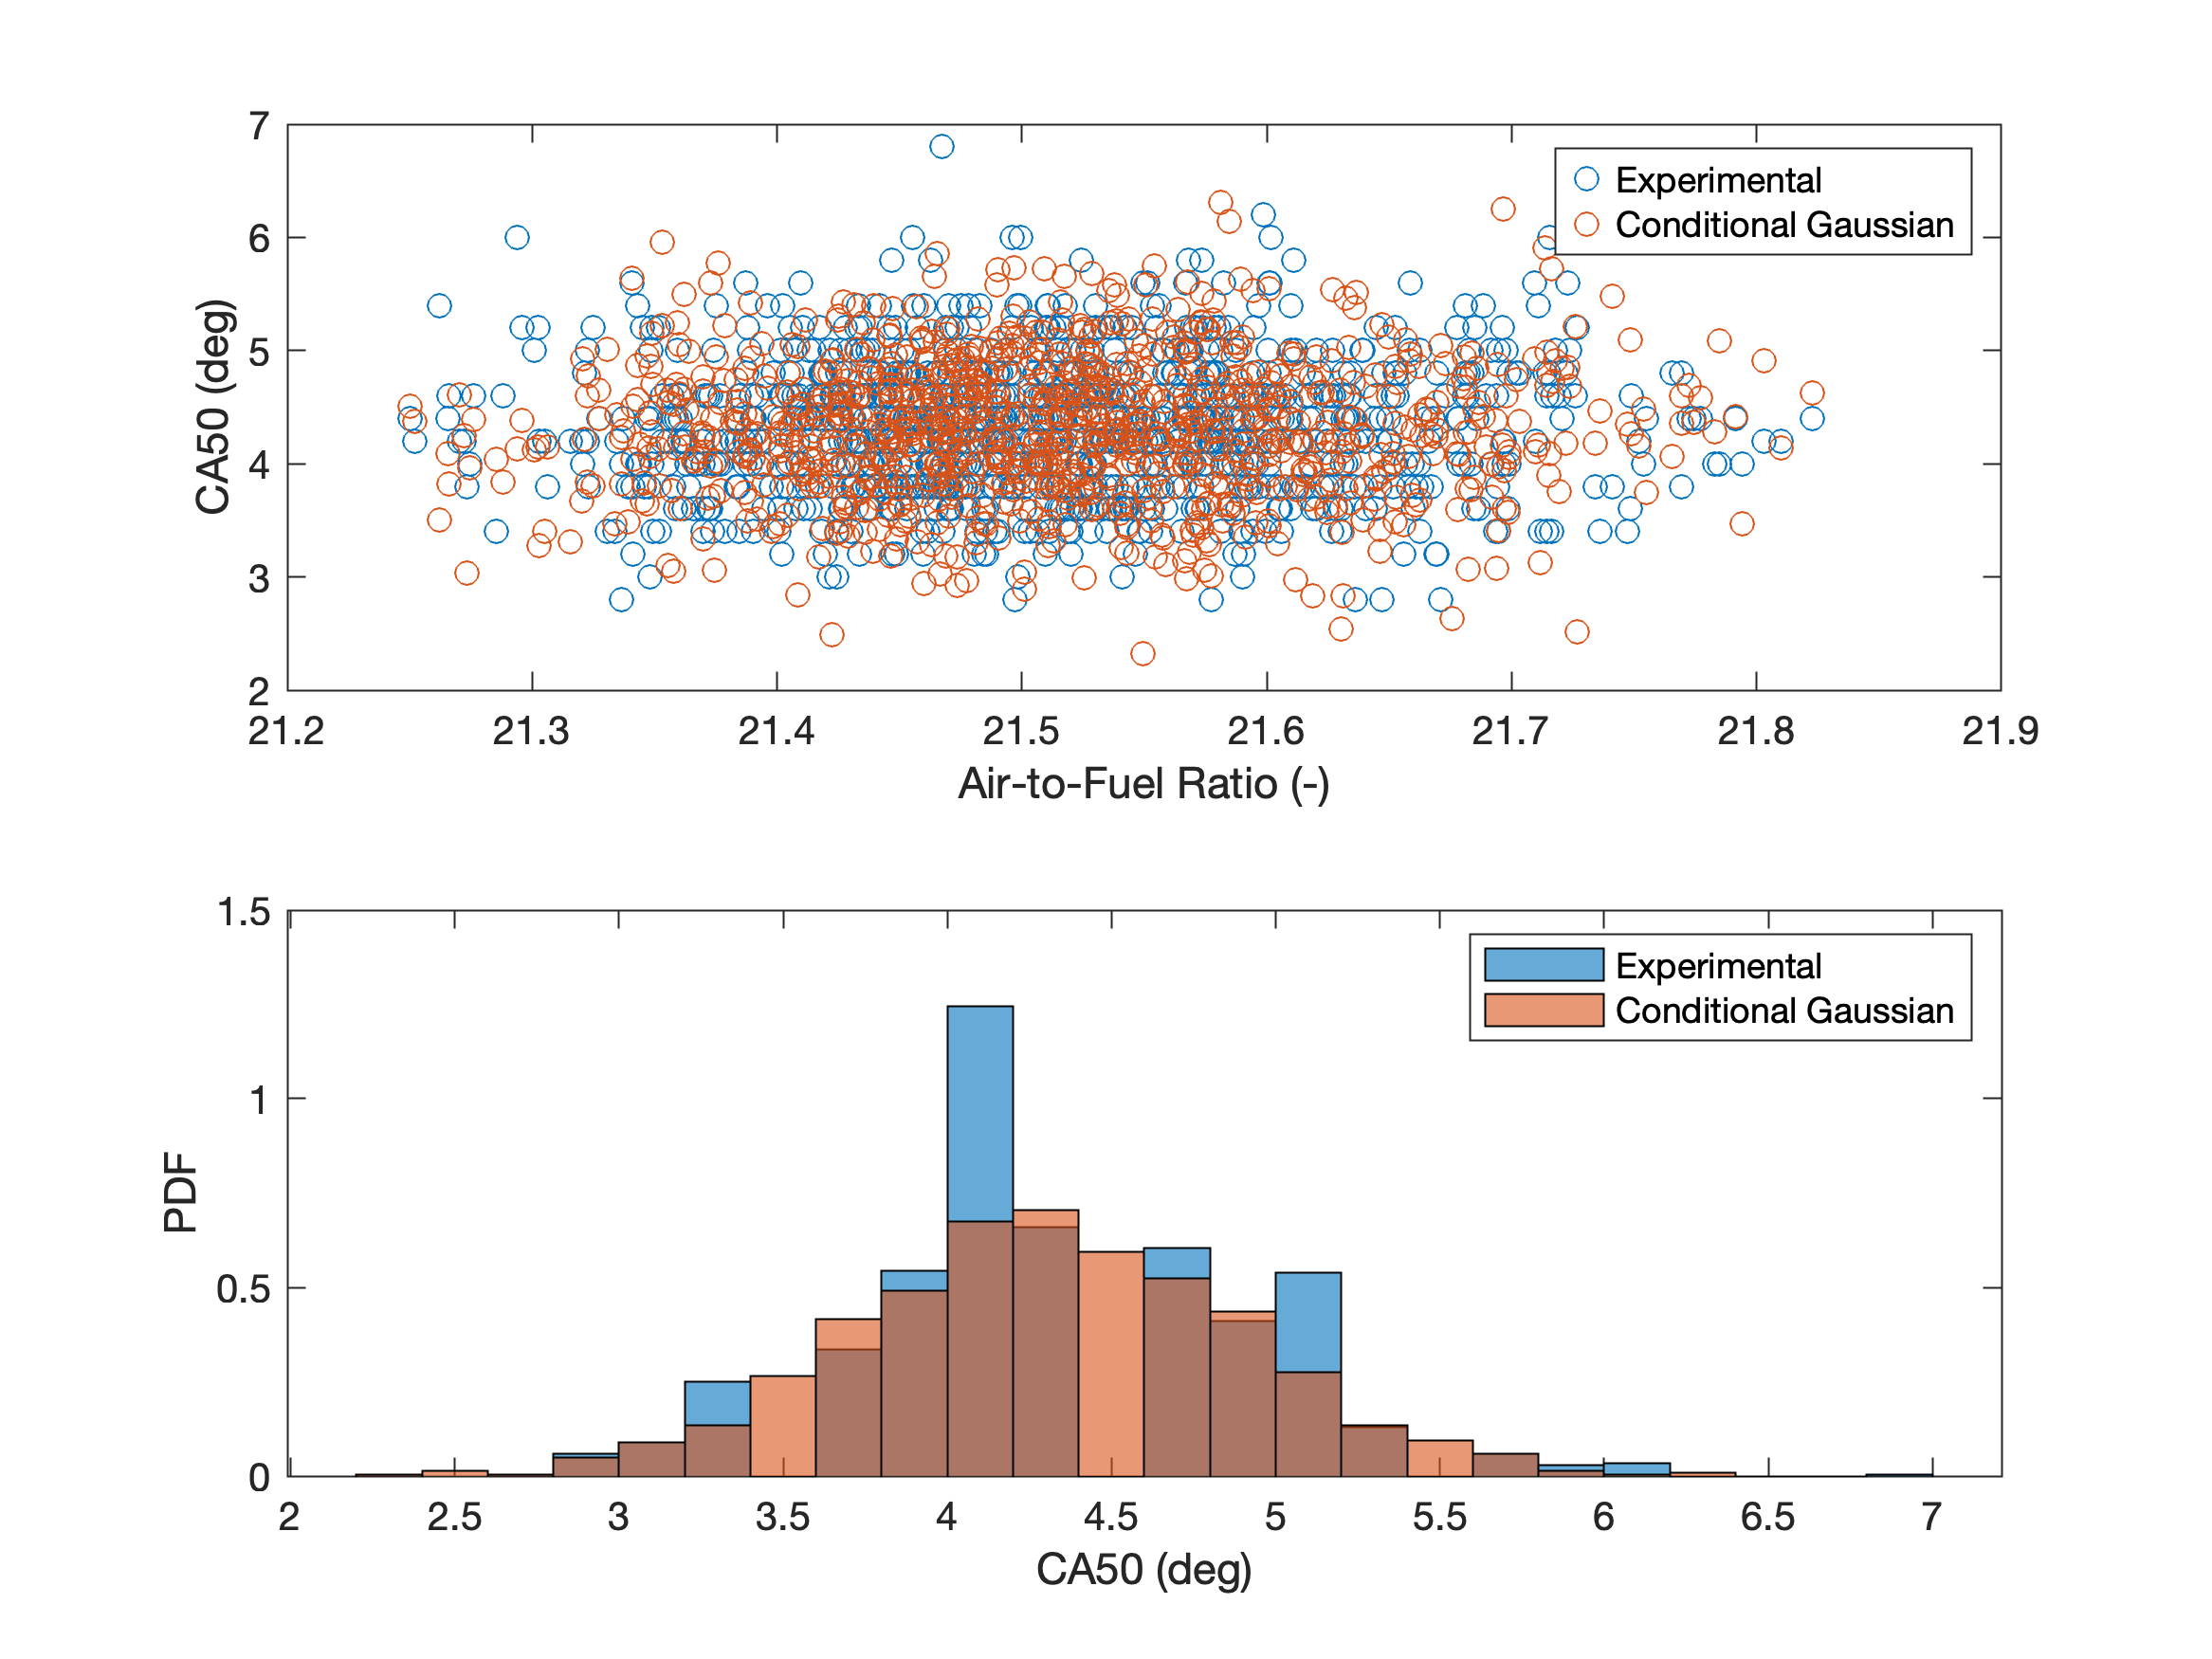 7
6
5
4
3
2
CA50 (deg)
Experimental
Conditional Gaussian
21.2 21.3 21.4 21.5 21.6 21.7 21.8 21.9
Air-to-Fuel Ratio (-)
1.5
1
0.5
0
PDF
Experimental
Conditional Gaussian
2 2.5 3 3.5 4 4.5 5 5.5 6 6.5 7
CA50 (deg)